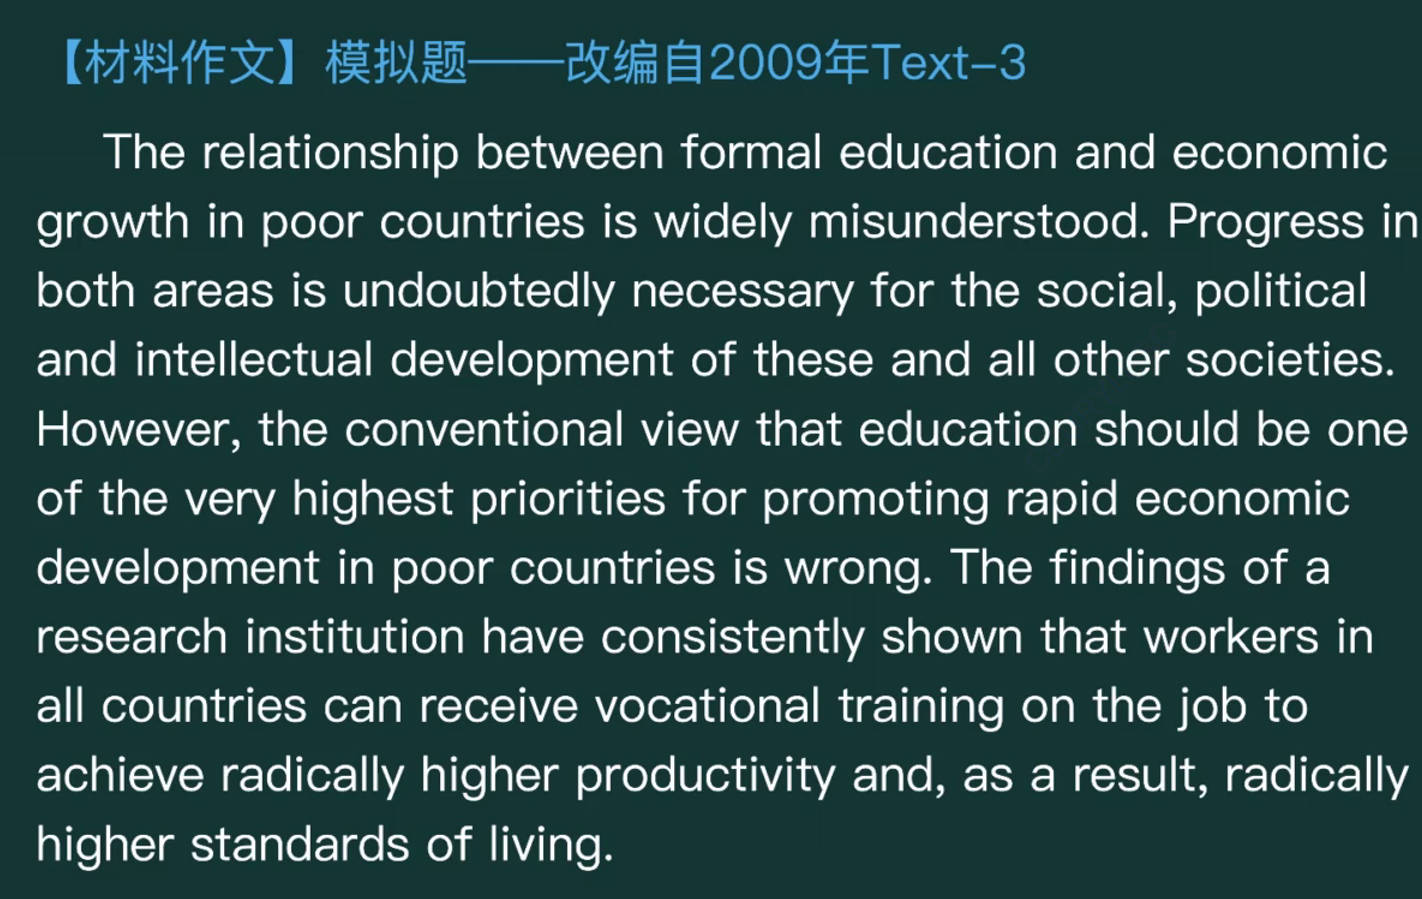 【材料作文】模拟题——改编自2009年Text-3
The relationship between formal education and economic
growth in poor countries is widely misunderstood. Progress in
both areas is undoubtedly necessary for the social, political
and intellectual development of these and all other societies.
However, the conventional view that education should be one
of the very highest priorities for promoting rapid economic
development in poor countries is wrong. The findings of a
research institution have consistently shown that workers in
all countries can receive vocational training on the job to
achieve radically higher productivity and, as a result, radically
higher standards of living.